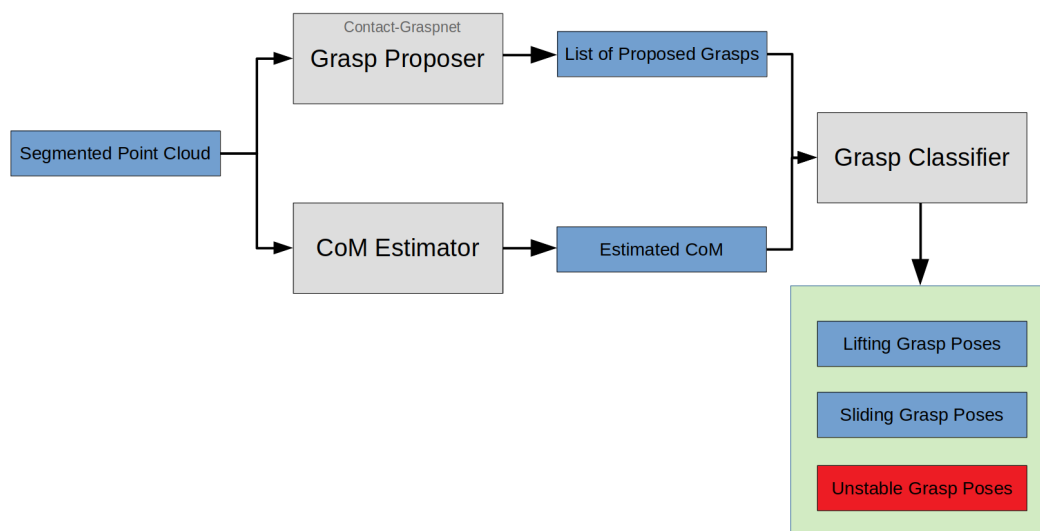 Contact-Graspnet
Grasp Proposer
List of Proposed Grasps
Segmented Point Cloud
Grasp Classifier
CoM Estimator
Estimated CoM
Lifting Grasp Poses
Sliding Grasp Poses
Unstable Grasp Poses